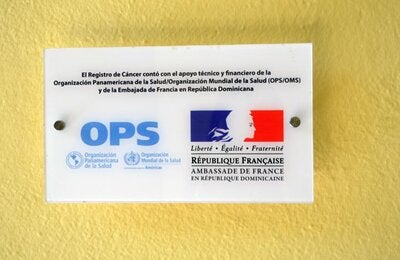 El Registro de Cáncer contó con el apoyo técnico y financiero de la
Organización Panamericana de la Salud/Organización Mundial de la Salud (OPS/OMS)
y de la Embajada de Francia en República Dominicana
OPS
Organización
Panamericana
de la Salud
Organización
Mundial de la Salud
Américas
Liberté • Égalité • Fraternité
RÉPUBLIQUE FRANÇAISE
AMBASSADE DE FRANCE
EN RÉPUBLIQUE DOMINICAINE